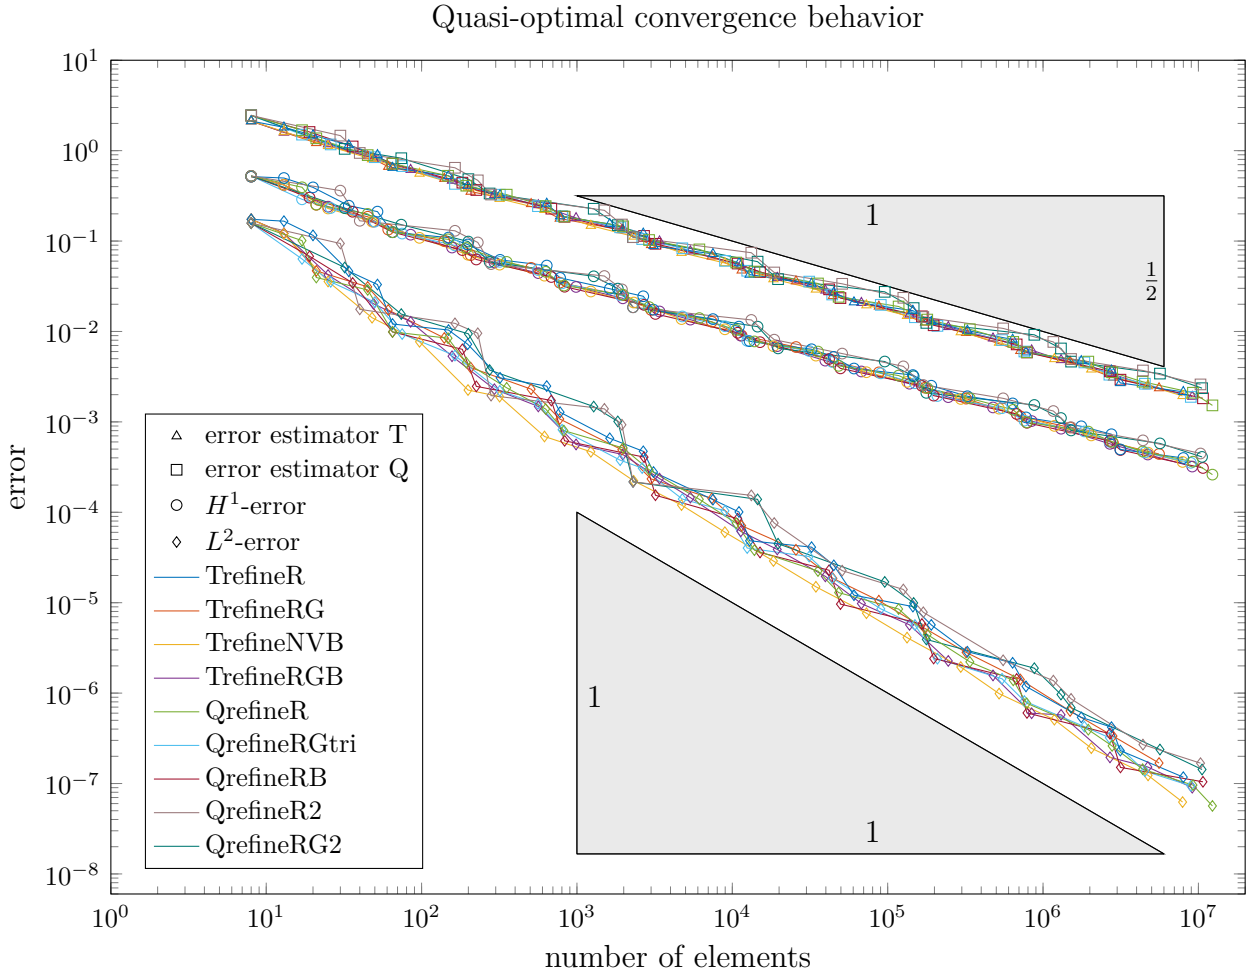 Quasi-optimal convergence behavior
10^1
10^0
10^−1
10^−2
10^−3
10^−4
10^−5
10^−6
10^−7
10^−8
error
1
1/2
1
1
error estimator T
error estimator Q
H^1-error
L^2-error
TrefineR
TrefineRG
TrefineNVB
TrefineRGB
QrefineR
QrefineRGtri
QrefineRB
QrefineR2
QrefineRG2
10^0 10^1 10^2 10^3 10^4 10^5 10^6 10^7
number of elements